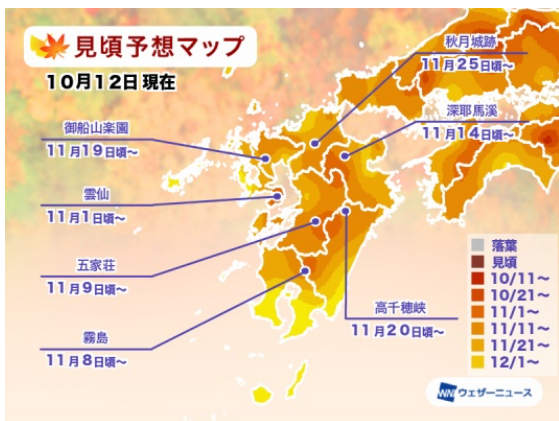 見頃予想マップ
10月12日 現在
秋月城跡
11月25日頃~
深耶馬溪
11月14日頃~
御船山楽園
11月19日頃~
雲仙
11月1日頃~
五家荘
11月9日頃~
霧島
11月8日頃~
高千穂峡
11月20日頃~
落葉
見頃
10/11~
10/21~
11/1~
11/11~
11/21~
12/1~
WNI ウェザーニュース